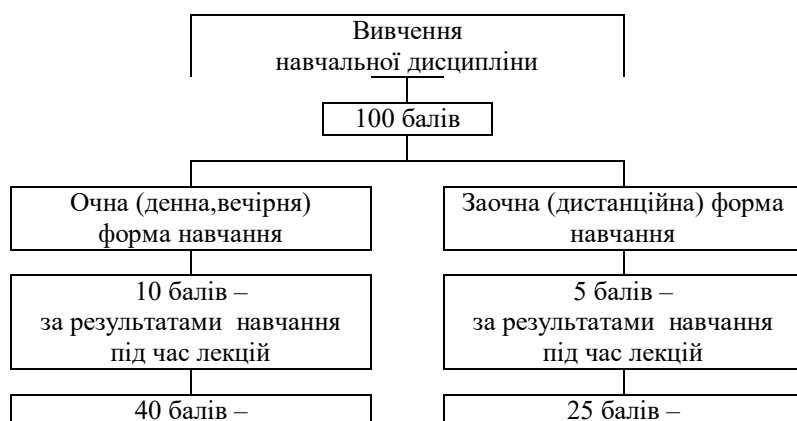 Вивчення
навчальної дисципліни
100 балів
Очна (денна,вечірня)
форма навчання
Заочна (дистанційна) форма
навчання
10 балів –
за результатами навчання
під час лекцій
5 балів –
за результатами навчання
під час лекцій
40 балів –
25 балів –